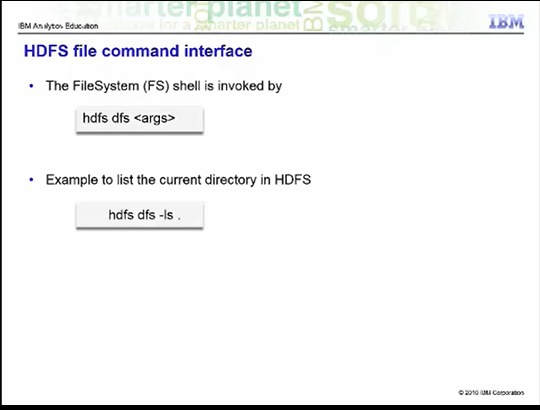 IBM Analytics Education
IBM
HDFS file command interface
• The FileSystem (FS) shell is invoked by
hdfs dfs <args>
• Example to list the current directory in HDFS
hdfs dfs -ls .
© 2016 IBM Corporation